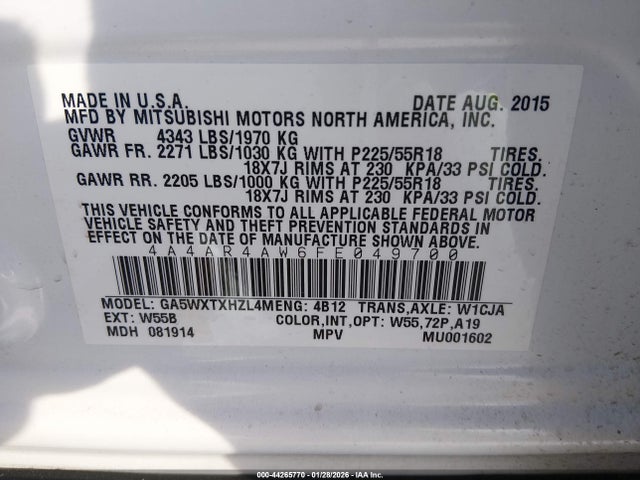 MADE IN U.S.A. DATE AUG. 2015
MFD BY MITSUBISHI MOTORS NORTH AMERICA, INC.
GVWR 4343 LBS/1970 KG
GAWR FR. 2271 LBS/1030 KG WITH P225/55R18 TIRES.
18X7J RIMS AT 230 KPA/33 PSI COLD.
GAWR RR. 2205 LBS/1000 KG WITH P225/55R18 TIRES.
18X7J RIMS AT 230 KPA/33 PSI COLD.
THIS VEHICLE CONFORMS TO ALL APPLICABLE FEDERAL MOTOR
VEHICLE SAFETY AND THEFT PREVENTION STANDARDS IN
EFFECT ON THE DATE OF MANUFACTURE SHOWN ABOVE.
4A4AR4AW6FE049700
MODEL: GA5WXTXHZL4MENG: 4B12 TRANS,AXLE: W1CJA
EXT: W55B COLOR,INT,OPT: W55,72P,A19
MDH 081914 MPV MU001602
000-44265770 - 01/28/2026 - IAA Inc.